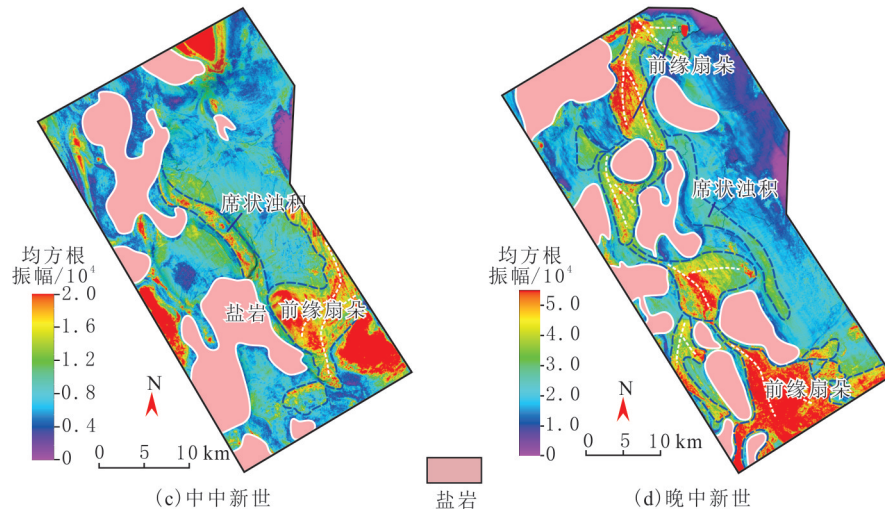 前缘扇朵
席状浊积
席状浊积
均方根
振幅/10⁴
2.0
1.6
1.2
0.8
0.4
0
盐岩
前缘扇朵
N
0 5 10 km
(c)中中新世
均方根
振幅/10⁴
5.0
4.0
3.0
2.0
1.0
0
前缘扇朵
N
0 5 10 km
(d)晚中新世
盐岩